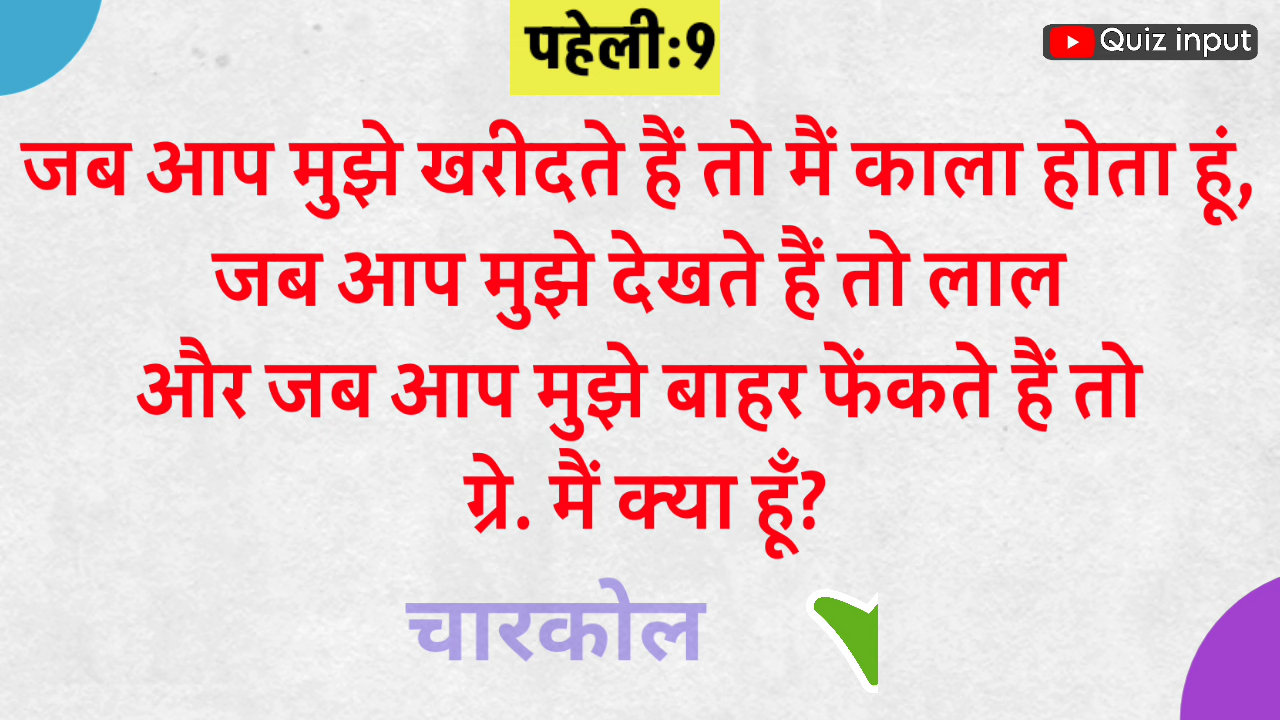 पहेली:9
Quiz input
जब आप मुझे खरीदते हैं तो मैं काला होता हूं,
जब आप मुझे देखते हैं तो लाल
और जब आप मुझे बाहर फेंकते हैं तो
ग्रे. मैं क्या हूँ?
चारकोल